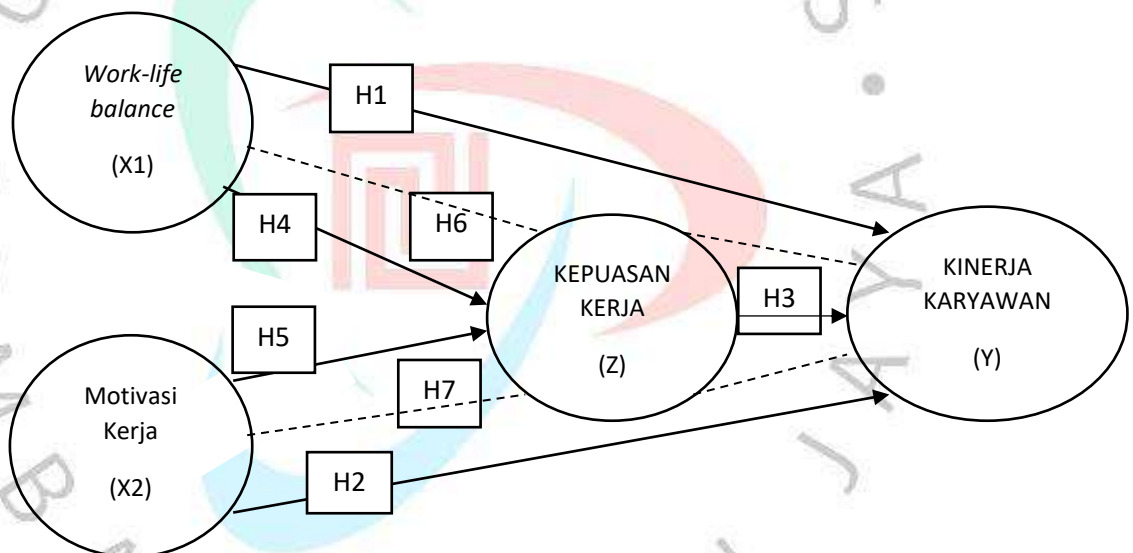 Work-life
balance
(X1)
H1
H4
H6
H5
H7
H2
Motivasi
Kerja
(X2)
KEPUASAN
KERJA
(Z)
H3
KINERJA
KARYAWAN
(Y)